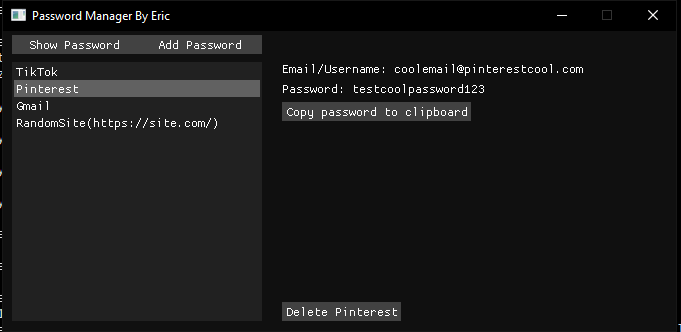 Password Manager By Eric
Show Password Add Password
TikTok
Pinterest
Gmail
RandomSite(https://site.com/)
Email/Username: coolemail@pinterestcool.com
Password: testcoolpassword123
Copy password to clipboard
Delete Pinterest